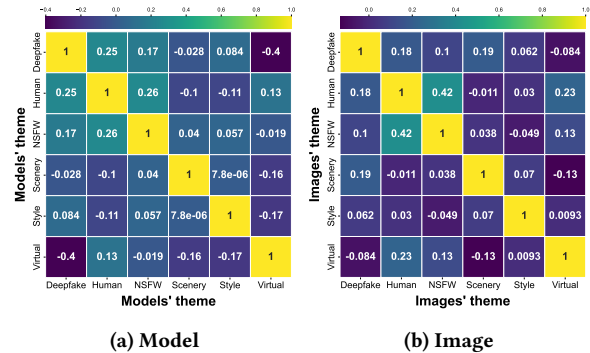 −0.4 −0.2 0.0 0.2 0.4 0.6 0.8 1.0
Models' theme
Deepfake 1 0.25 0.17 -0.028 0.084 -0.4
Human 0.25 1 0.26 -0.1 -0.11 0.13
NSFW 0.17 0.26 1 0.04 0.057 -0.019
Scenery -0.028 -0.1 0.04 1 7.8e-06 -0.16
Style 0.084 -0.11 0.057 7.8e-06 1 -0.17
Virtual -0.4 0.13 -0.019 -0.16 -0.17 1
Deepfake Human NSFW Scenery Style Virtual
Models' theme
(a) Model
0.0 0.2 0.4 0.6 0.8 1.0
Images' theme
Deepfake 1 0.18 0.1 0.19 0.062 -0.084
Human 0.18 1 0.42 -0.011 0.03 0.23
NSFW 0.1 0.42 1 0.038 -0.049 0.13
Scenery 0.19 -0.011 0.038 1 0.07 -0.13
Style 0.062 0.03 -0.049 0.07 1 0.0093
Virtual -0.084 0.23 0.13 -0.13 0.0093 1
Deepfake Human NSFW Scenery Style Virtual
Images' theme
(b) Image